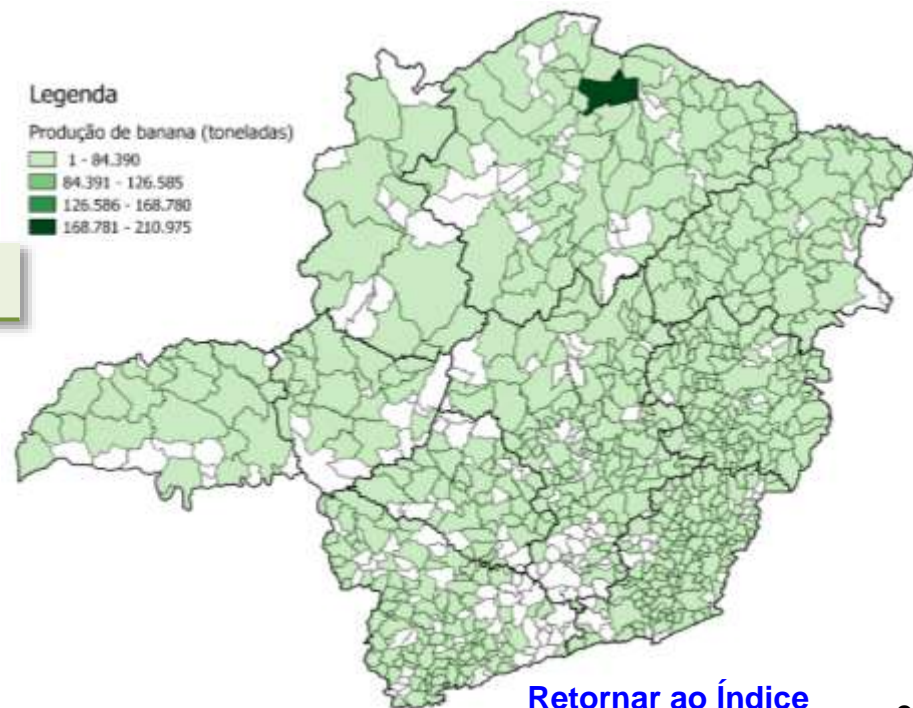 Legenda
Produção de banana (toneladas)
1 - 84.390
84.391 - 126.585
126.586 - 168.780
168.781 - 210.975
Retornar ao Índice